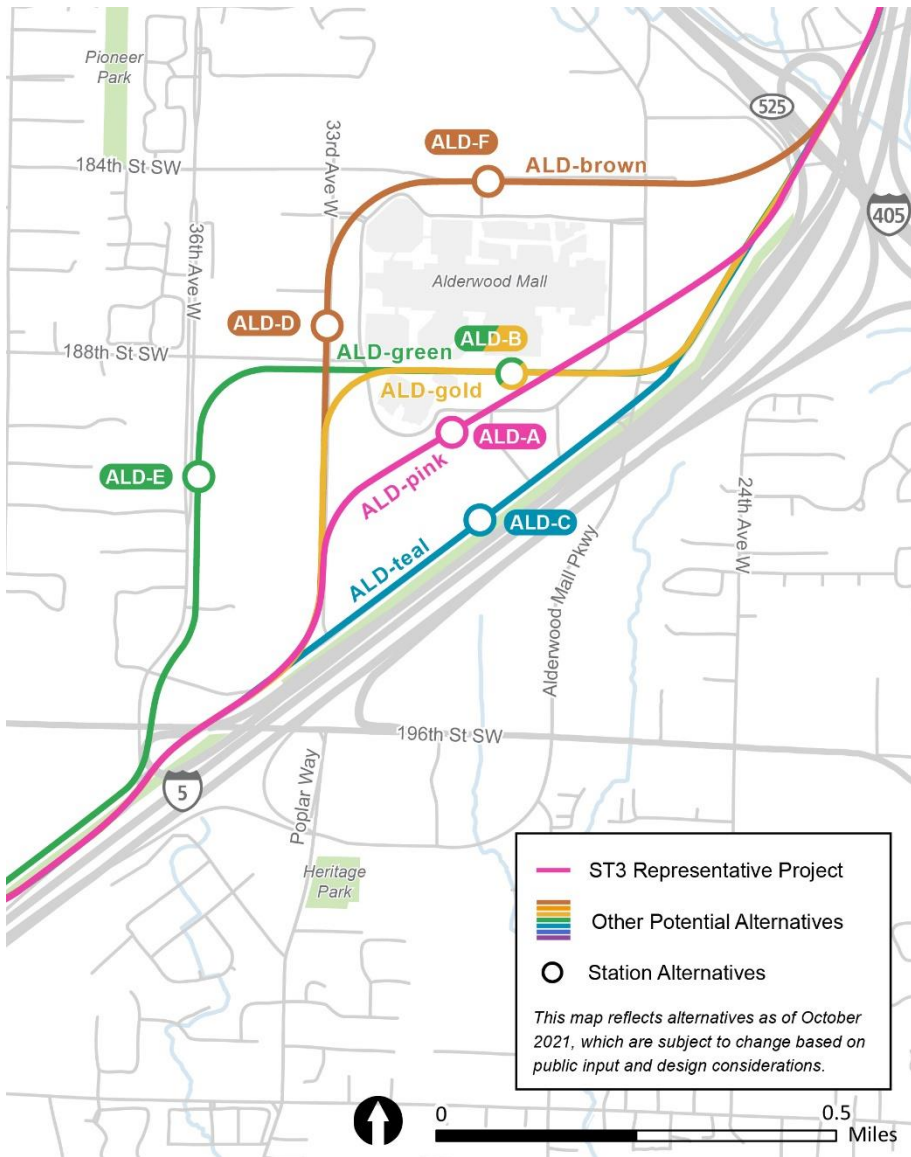 Pioneer
Park
525
ALD-F
33rd Ave W
184th St SW
ALD-brown
405
36th Ave W
Alderwood Mall
ALD-D
ALD-B
188th St SW
ALD-green
ALD-gold
ALD-A
ALD-E
ALD-pink
24th Ave W
ALD-C
ALD-teal
Alderwood Mall Pkwy
196th St SW
5
Poplar Way
Heritage
Park
ST3 Representative Project
Other Potential Alternatives
Station Alternatives
This map reflects alternatives as of October
2021, which are subject to change based on
public input and design considerations.
0
0.5
Miles